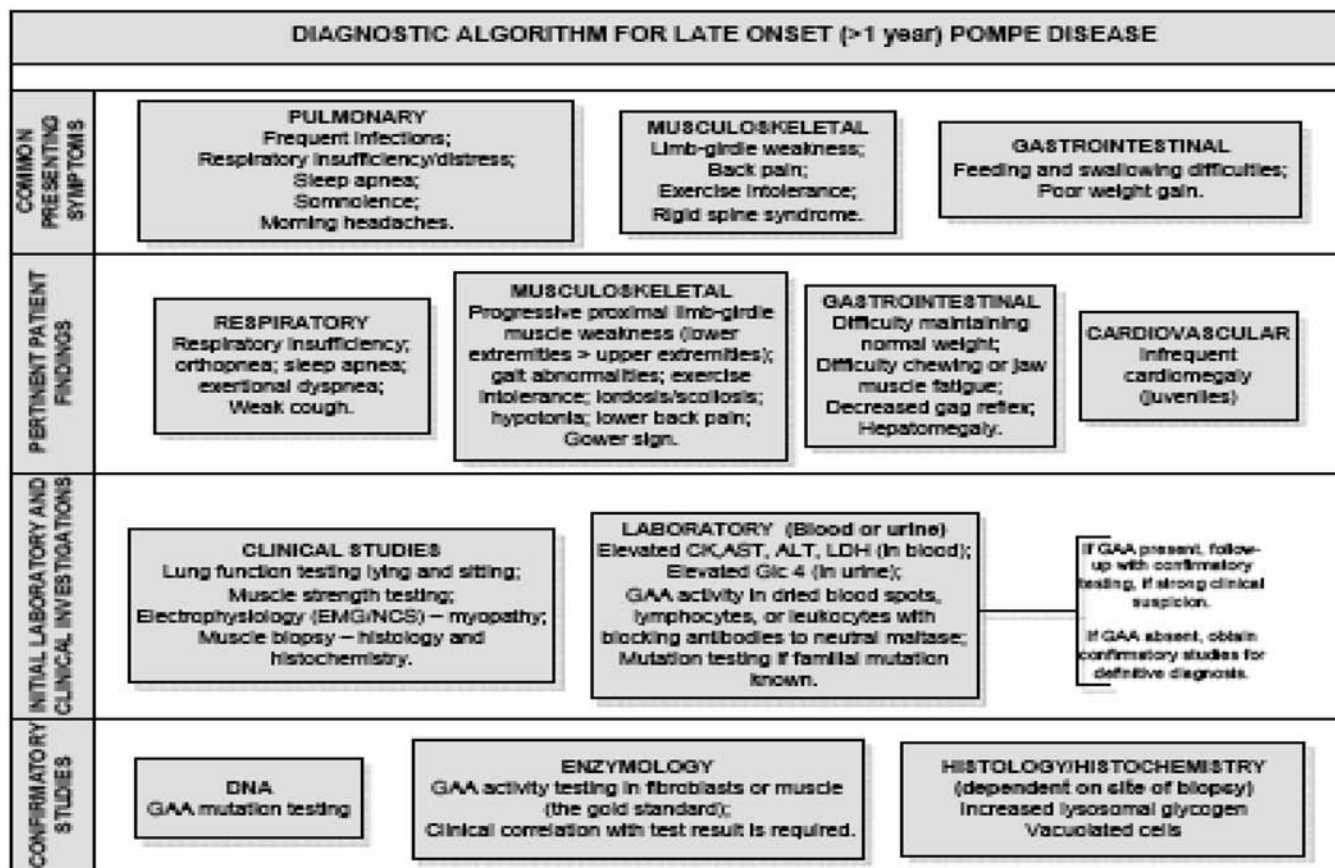 DIAGNOSTIC ALGORITHM FOR LATE ONSET (>1 year) POMPE DISEASE
COMMON
PRESENTING
SYMPTOMS
PULMONARY
Frequent Infections;
Respiratory Insufficiency/distress;
Sleep apnea;
Somnolence;
Morning headaches.
MUSCULOSKELETAL
Limb-girdle weakness;
Back pain;
Exercise Intolerance;
Rigid spine syndrome.
GASTROINTESTINAL
Feeding and swallowing difficulties;
Poor weight gain.
PERTINENT PATIENT
FINDINGS
RESPIRATORY
Respiratory Insufficiency;
orthopnea; sleep apnea;
exertional dyspnea;
Weak cough.
MUSCULOSKELETAL
Progressive proximal limb-girdle
muscle weakness (lower
extremities > upper extremities);
gait abnormalities; exercise
Intolerance; lordosis/scoliosis;
hypotonia; lower back pain;
Gower sign.
GASTROINTESTINAL
Difficulty maintaining
normal weight;
Difficulty chewing or jaw
muscle fatigue;
Decreased gag reflex;
Hepatomegaly.
CARDIOVASCULAR
Infrequent
cardiomegaly
(juveniles)
INITIAL LABORATORY AND
CLINICAL INVESTIGATIONS
CLINICAL STUDIES
Lung function testing lying and sitting;
Muscle strength testing;
Electrophysiology (EMG/NCS) – myopathy;
Muscle biopsy – histology and
histochemistry.
LABORATORY (Blood or urine)
Elevated CK,AST, ALT, LDH (in blood);
Elevated Glc 4 (in urine);
GAA activity in dried blood spots,
lymphocytes, or leukocytes with
blocking antibodies to neutral maltase;
Mutation testing if familial mutation
known.
If GAA present, follow-
up with confirmatory
testing, if strong clinical
suspicion.
If GAA absent, obtain
confirmatory studies for
definitive diagnosis.
CONFIRMATORY
STUDIES
DNA
GAA mutation testing
ENZYMOLOGY
GAA activity testing in fibroblasts or muscle
(the gold standard);
Clinical correlation with test result is required.
HISTOLOGY/HISTOCHEMISTRY
(dependent on site of biopsy)
Increased lysosomal glycogen
Vacuolated cells